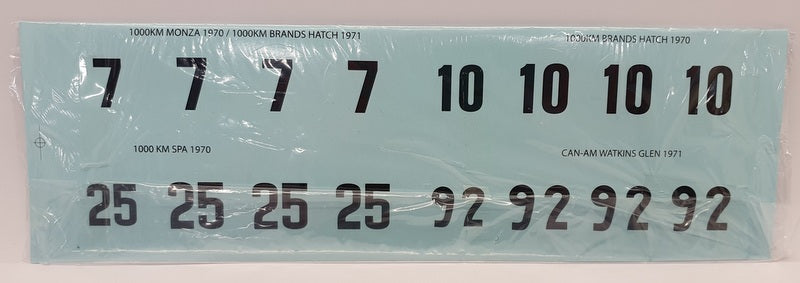 1000KM MONZA 1970 / 1000KM BRANDS HATCH 1971
1000KM BRANDS HATCH 1970
7 7 7 7 10 10 10 10
1000 KM SPA 1970
CAN-AM WATKINS GLEN 1971
25 25 25 25 92 92 92 92